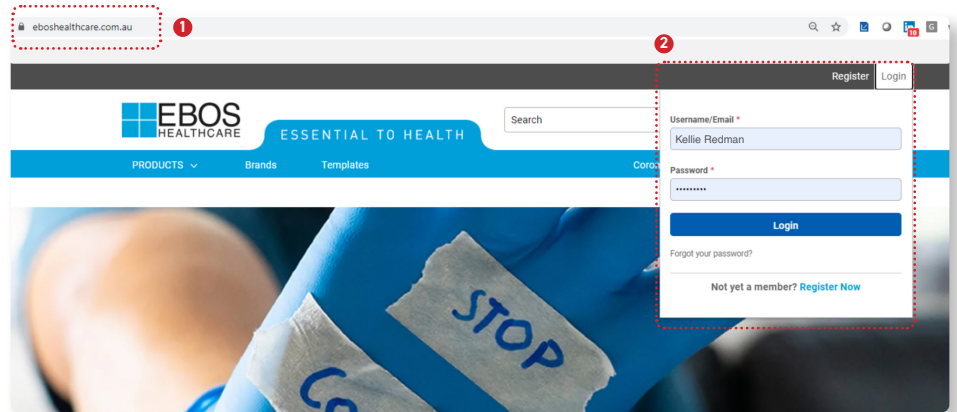 eboshealthcare.com.au
1
2
10
G
Register Login
EBOS
HEALTHCARE
ESSENTIAL TO HEALTH
Search
Username/Email *
Kellie Redman
PRODUCTS
Brands
Templates
Password *
•••••••••
Login
Forgot your password?
Not yet a member? Register Now
STOP